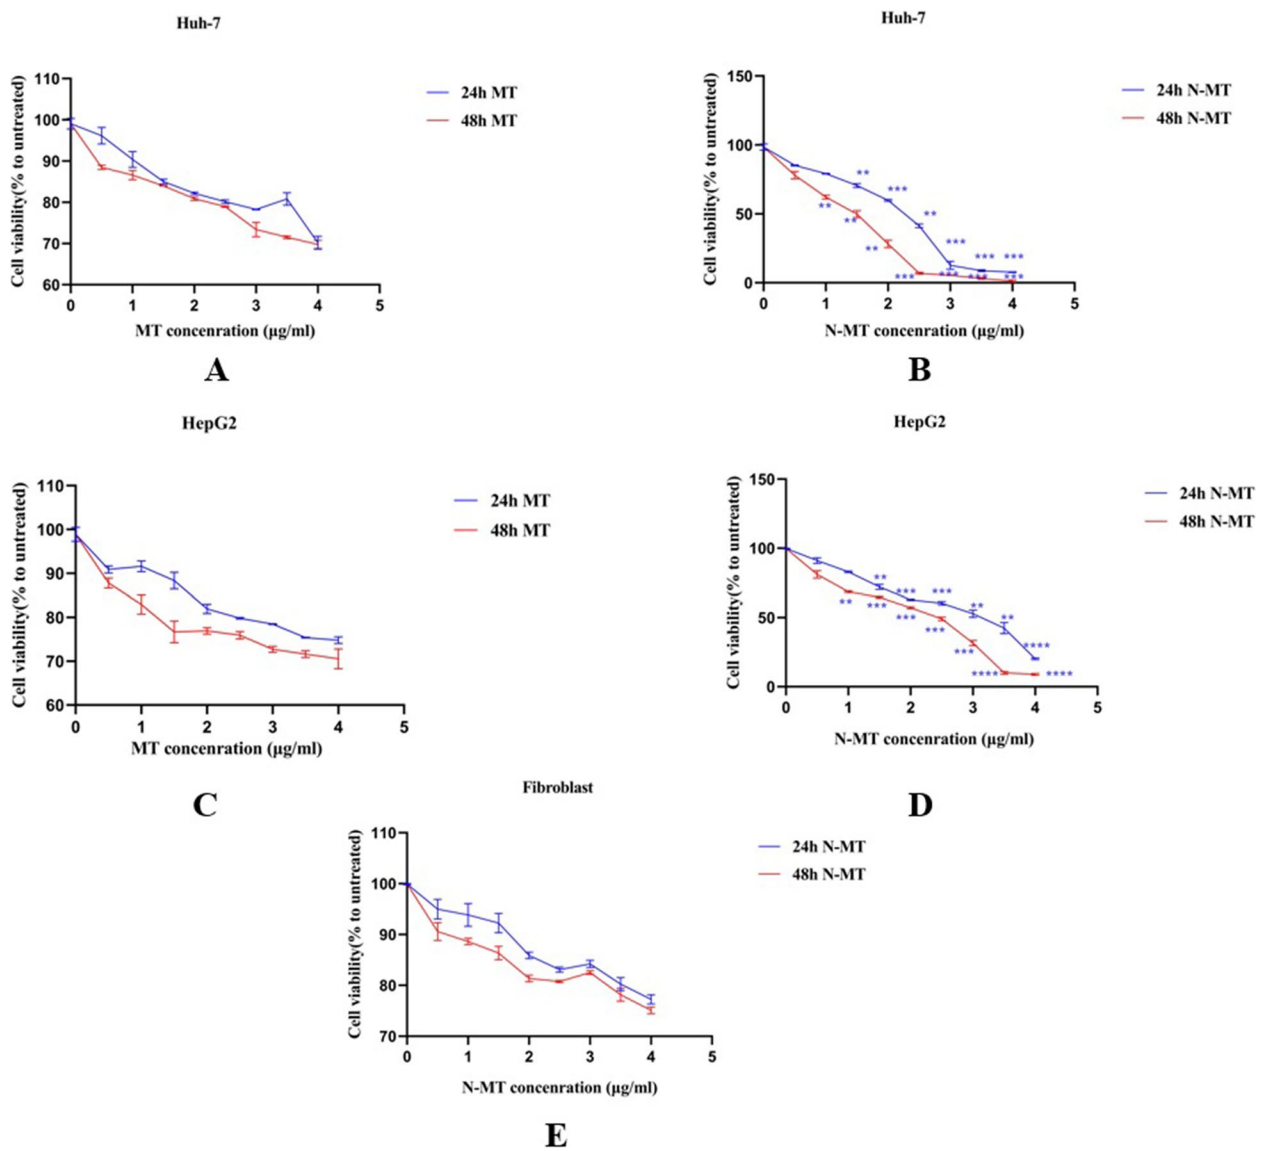 Huh-7
Cell viability(% to untreated)
110
100
90
80
70
60
0 1 2 3 4 5
MT concenration (µg/ml)
24h MT
48h MT
A
Huh-7
Cell viability(% to untreated)
150
100
50
0
** *** ** *** *** ***
** ** ** *** *** *** ***
0 1 2 3 4 5
N-MT concenration (µg/ml)
24h N-MT
48h N-MT
B
HepG2
Cell viability(% to untreated)
110
100
90
80
70
60
0 1 2 3 4 5
MT concenration (µg/ml)
24h MT
48h MT
C
HepG2
Cell viability(% to untreated)
150
100
50
0
** *** *** ** ** ****
** *** *** *** *** **** ****
0 1 2 3 4 5
N-MT concenration (µg/ml)
24h N-MT
48h N-MT
D
Fibroblast
Cell viability(% to untreated)
110
100
90
80
70
0 1 2 3 4 5
N-MT concenration (µg/ml)
24h N-MT
48h N-MT
E